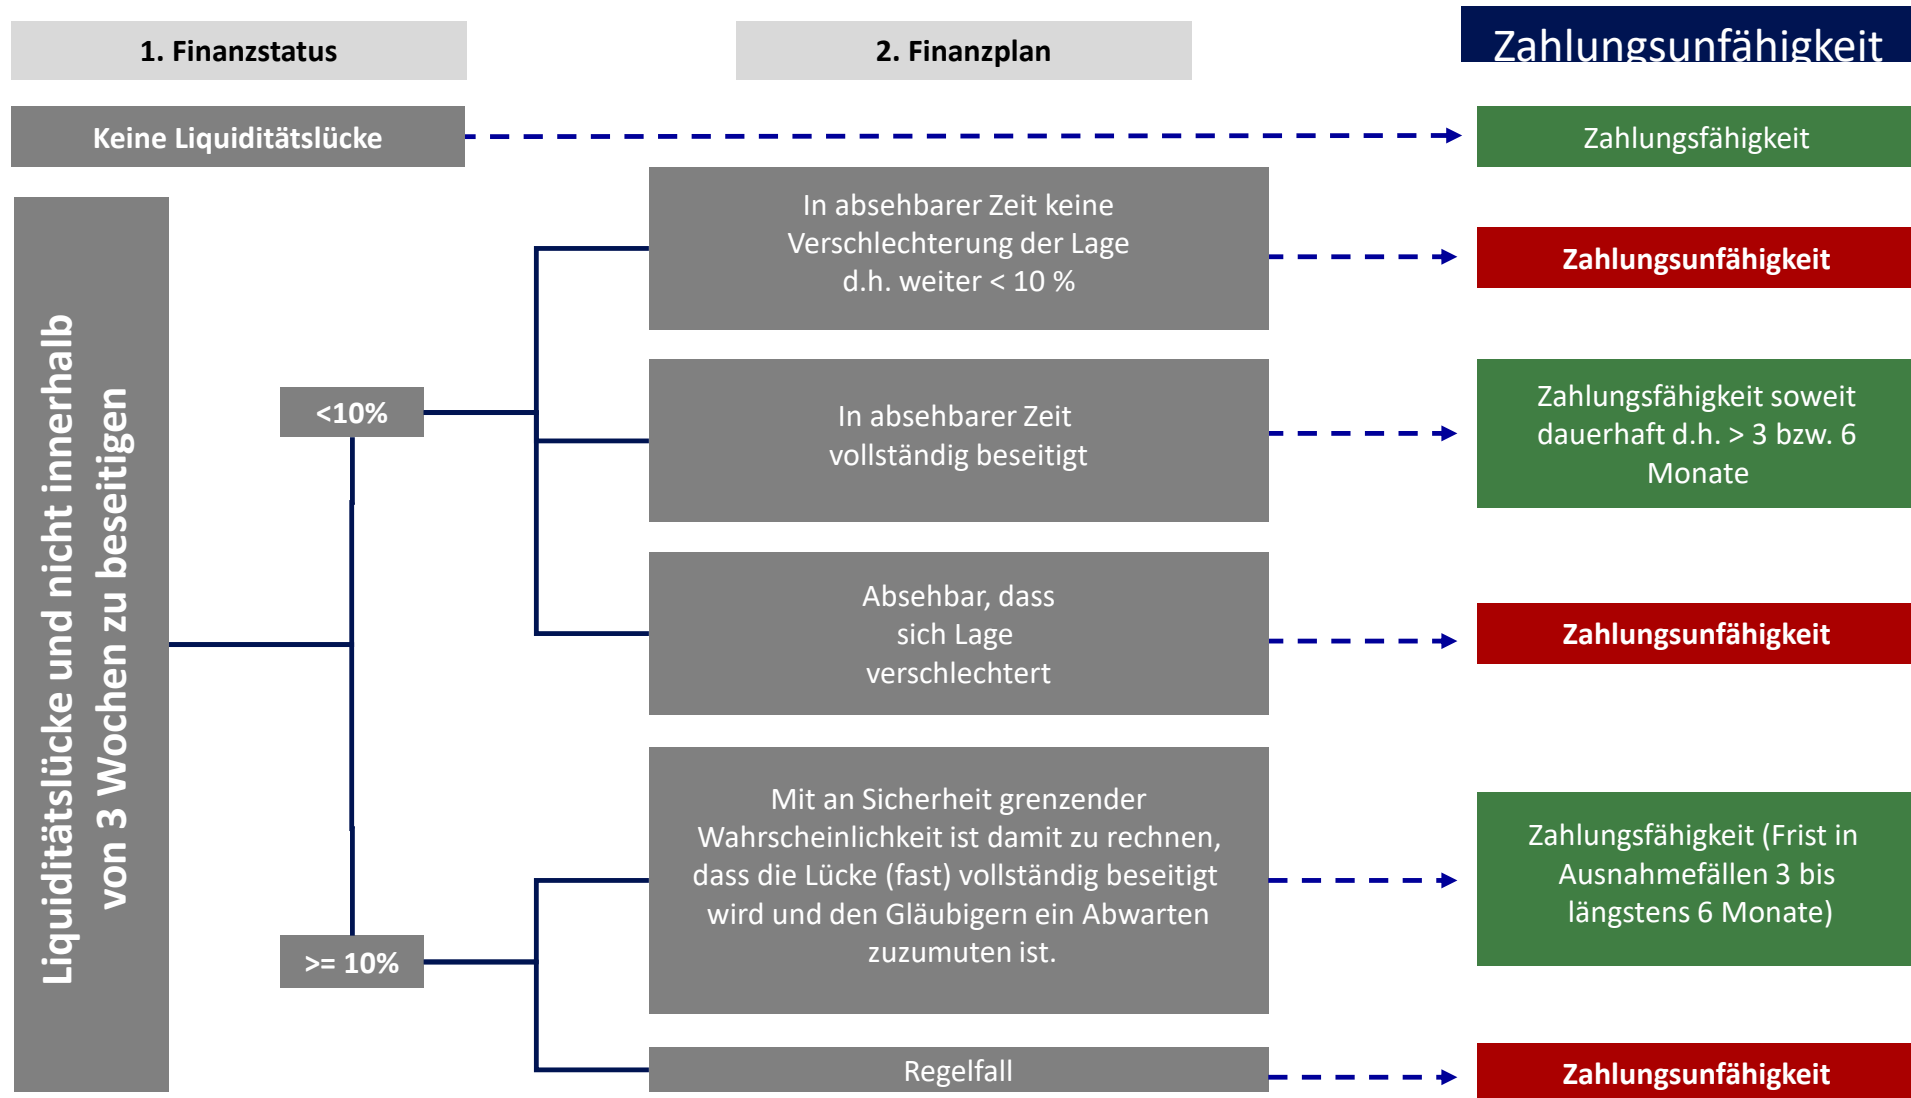 1. Finanzstatus
2. Finanzplan
Zahlungsunfähigkeit
Keine Liquiditätslücke
Zahlungsfähigkeit
Liquiditätslücke und nicht innerhalb
von 3 Wochen zu beseitigen
<10%
In absehbarer Zeit keine
Verschlechterung der Lage
d.h. weiter < 10 %
Zahlungsunfähigkeit
In absehbarer Zeit
vollständig beseitigt
Zahlungsfähigkeit soweit
dauerhaft d.h. > 3 bzw. 6
Monate
Absehbar, dass
sich Lage
verschlechtert
Zahlungsunfähigkeit
>= 10%
Mit an Sicherheit grenzender
Wahrscheinlichkeit ist damit zu rechnen,
dass die Lücke (fast) vollständig beseitigt
wird und den Gläubigern ein Abwarten
zuzumuten ist.
Zahlungsfähigkeit (Frist in
Ausnahmefällen 3 bis
längstens 6 Monate)
Regelfall
Zahlungsunfähigkeit